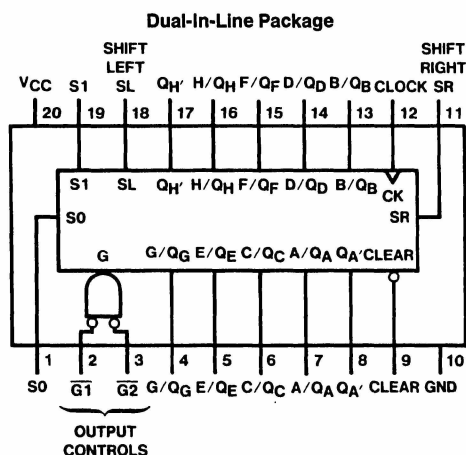 Dual-In-Line Package
SHIFT LEFT
SHIFT RIGHT
VCC S1 SL QH' H/QH F/QF D/QD B/QB CLOCK SR
20 19 18 17 16 15 14 13 12 11
S1 SL QH' H/QH F/QF D/QD B/QB CK
S0 SR
G G/QG E/QE C/QC A/QA QA' CLEAR
1 2 3 4 5 6 7 8 9 10
S0 G1 G2 G/QG E/QE C/QC A/QA QA' CLEAR GND
OUTPUT
CONTROLS